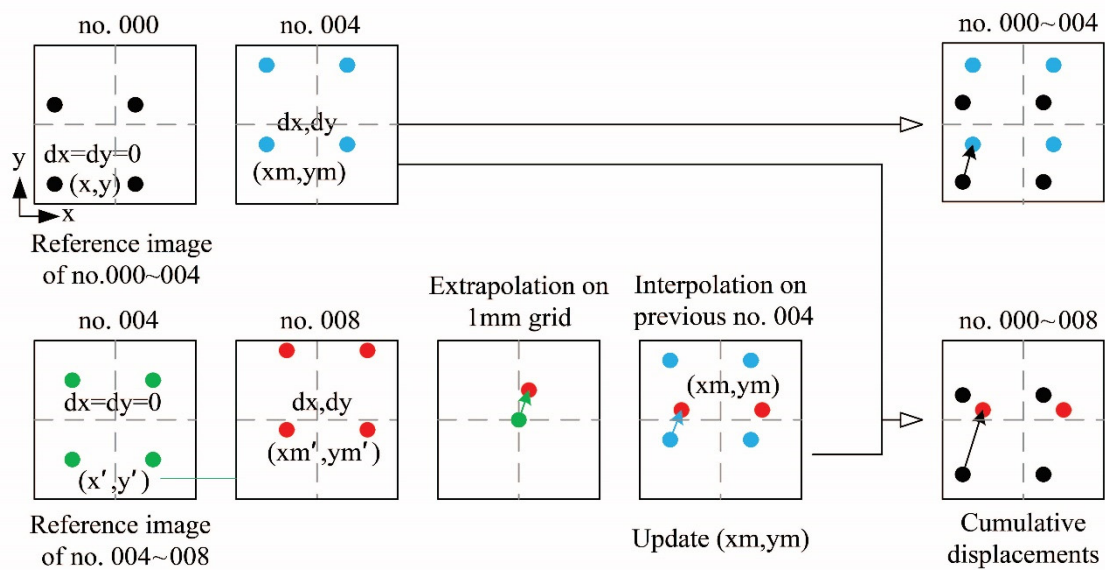 no. 000
no. 004
no. 000~004
dx,dy
y
dx=dy=0
(xm,ym)
(x,y)
x
Reference image
of no.000~004
Extrapolation on
1mm grid
Interpolation on
previous no. 004
no. 004
no. 008
no. 000~008
dx=dy=0
dx,dy
(xm,ym)
(xm′,ym′)
(x′,y′)
Reference image
of no. 004~008
Update (xm,ym)
Cumulative
displacements